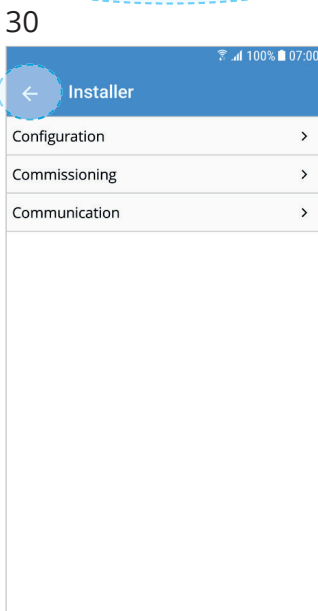 30
100% 07:00
Installer
Configuration
Commissioning
Communication